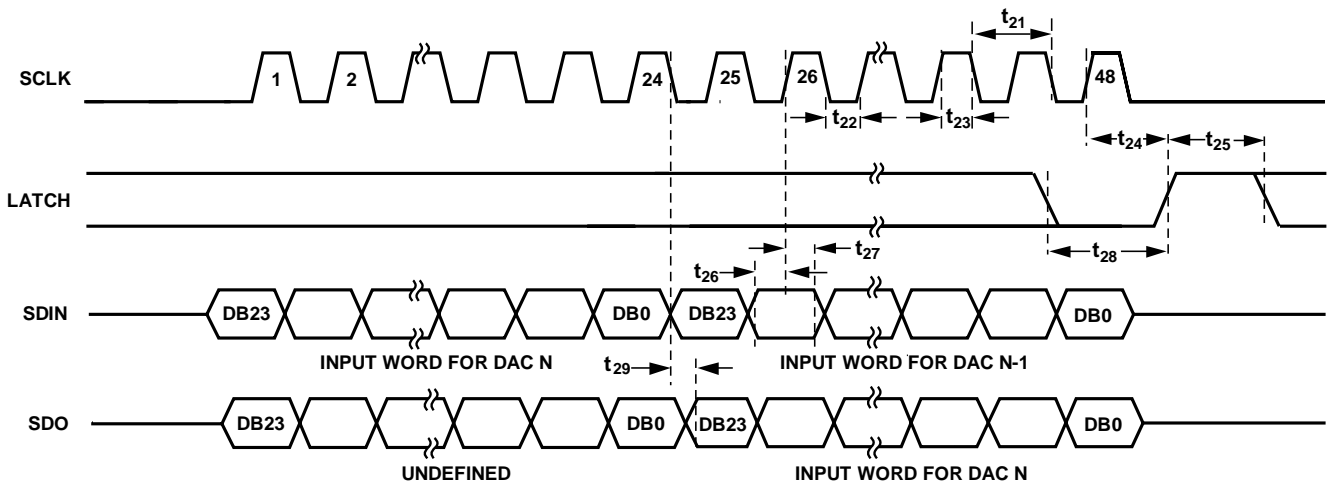 t21
SCLK
1
2
24
25
26
48
t22
t23
t24
t25
LATCH
t27
t28
t26
SDIN
DB23
DB0
DB23
DB0
INPUT WORD FOR DAC N
INPUT WORD FOR DAC N-1
t29
SDO
DB23
DB0
DB23
DB0
UNDEFINED
INPUT WORD FOR DAC N